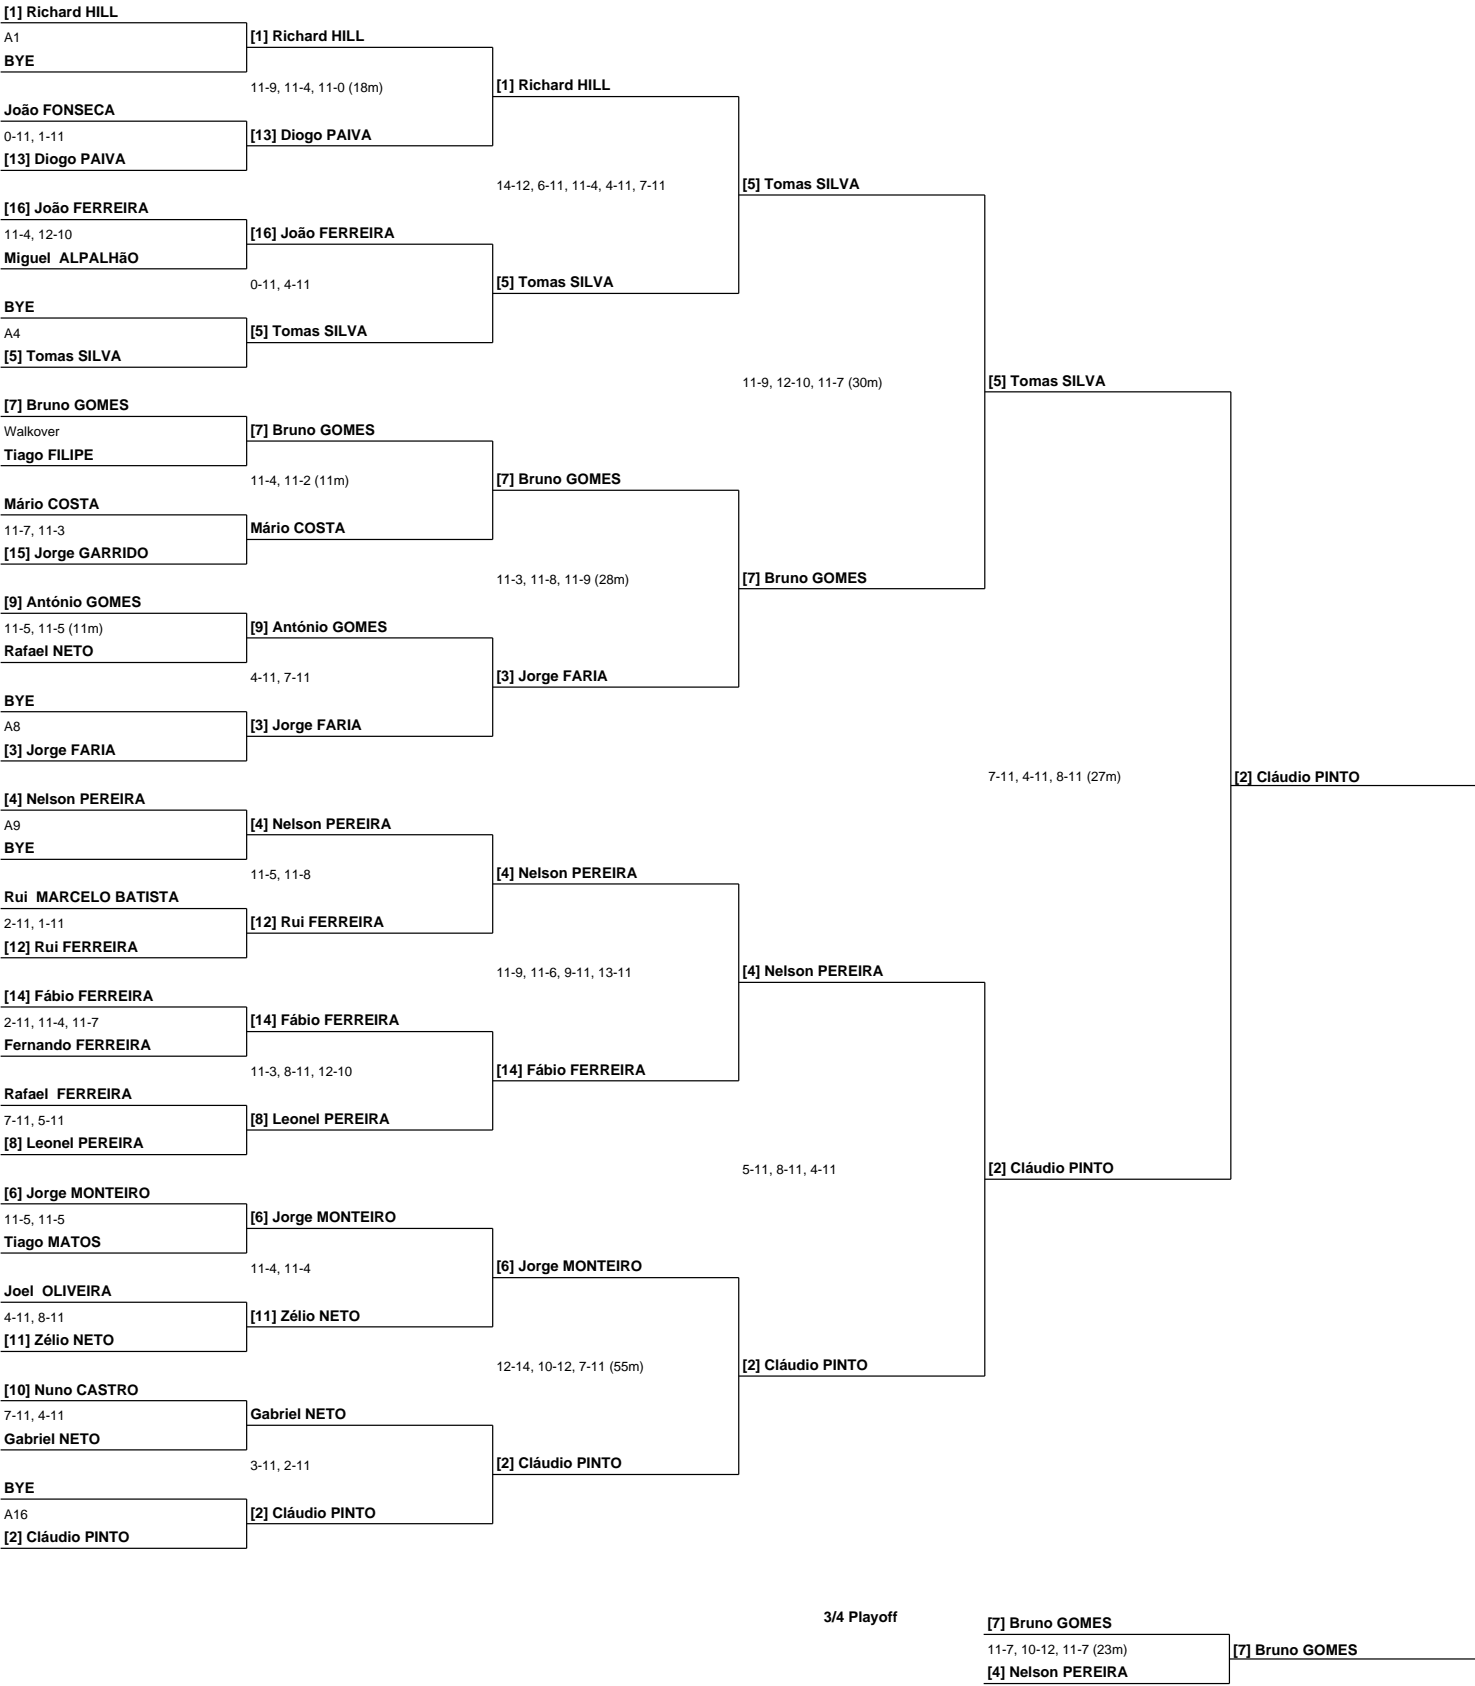 [1] Richard HILL
A1
BYE
João FONSECA
0-11, 1-11
[13] Diogo PAIVA
[16] João FERREIRA
11-4, 12-10
Miguel  ALPALHãO
BYE
A4
[5] Tomas SILVA
[7] Bruno GOMES
Walkover
Tiago FILIPE
Mário COSTA
11-7, 11-3
[15] Jorge GARRIDO
[9] António GOMES
11-5, 11-5 (11m)
Rafael NETO
BYE
A8
[3] Jorge FARIA
[4] Nelson PEREIRA
A9
BYE
Rui  MARCELO BATISTA
2-11, 1-11
[12] Rui FERREIRA
[14] Fábio FERREIRA
2-11, 11-4, 11-7
Fernando FERREIRA
Rafael  FERREIRA
7-11, 5-11
[8] Leonel PEREIRA
[6] Jorge MONTEIRO
11-5, 11-5
Tiago MATOS
Joel  OLIVEIRA
4-11, 8-11
[11] Zélio NETO
[10] Nuno CASTRO
7-11, 4-11
Gabriel NETO
BYE
A16
[2] Cláudio PINTO
[1] Richard HILL
11-9, 11-4, 11-0 (18m)
[13] Diogo PAIVA
[16] João FERREIRA
0-11, 4-11
[5] Tomas SILVA
[7] Bruno GOMES
11-4, 11-2 (11m)
Mário COSTA
[9] António GOMES
4-11, 7-11
[3] Jorge FARIA
[4] Nelson PEREIRA
11-5, 11-8
[12] Rui FERREIRA
[14] Fábio FERREIRA
11-3, 8-11, 12-10
[8] Leonel PEREIRA
[6] Jorge MONTEIRO
11-4, 11-4
[11] Zélio NETO
Gabriel NETO
3-11, 2-11
[2] Cláudio PINTO
[1] Richard HILL
14-12, 6-11, 11-4, 4-11, 7-11
[5] Tomas SILVA
[7] Bruno GOMES
11-3, 11-8, 11-9 (28m)
[3] Jorge FARIA
[4] Nelson PEREIRA
11-9, 11-6, 9-11, 13-11
[14] Fábio FERREIRA
[6] Jorge MONTEIRO
12-14, 10-12, 7-11 (55m)
[2] Cláudio PINTO
[5] Tomas SILVA
11-9, 12-10, 11-7 (30m)
[7] Bruno GOMES
[4] Nelson PEREIRA
5-11, 8-11, 4-11
[2] Cláudio PINTO
[5] Tomas SILVA
7-11, 4-11, 8-11 (27m)
[2] Cláudio PINTO
[2] Cláudio PINTO
3/4 Playoff
[7] Bruno GOMES
11-7, 10-12, 11-7 (23m)
[4] Nelson PEREIRA
[7] Bruno GOMES